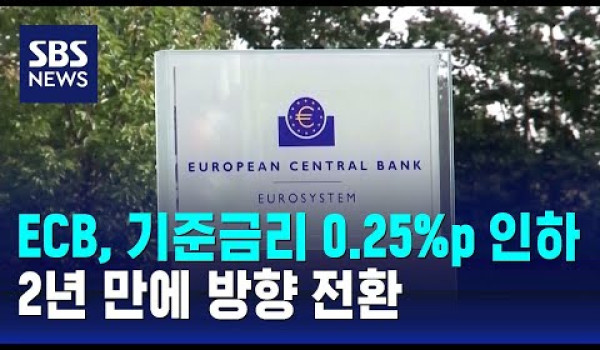 SBS
NEWS
EUROPEAN CENTRAL BANK
EUROSYSTEM
ECB, 기준금리 0.25%p 인하
2년 만에 방향 전환